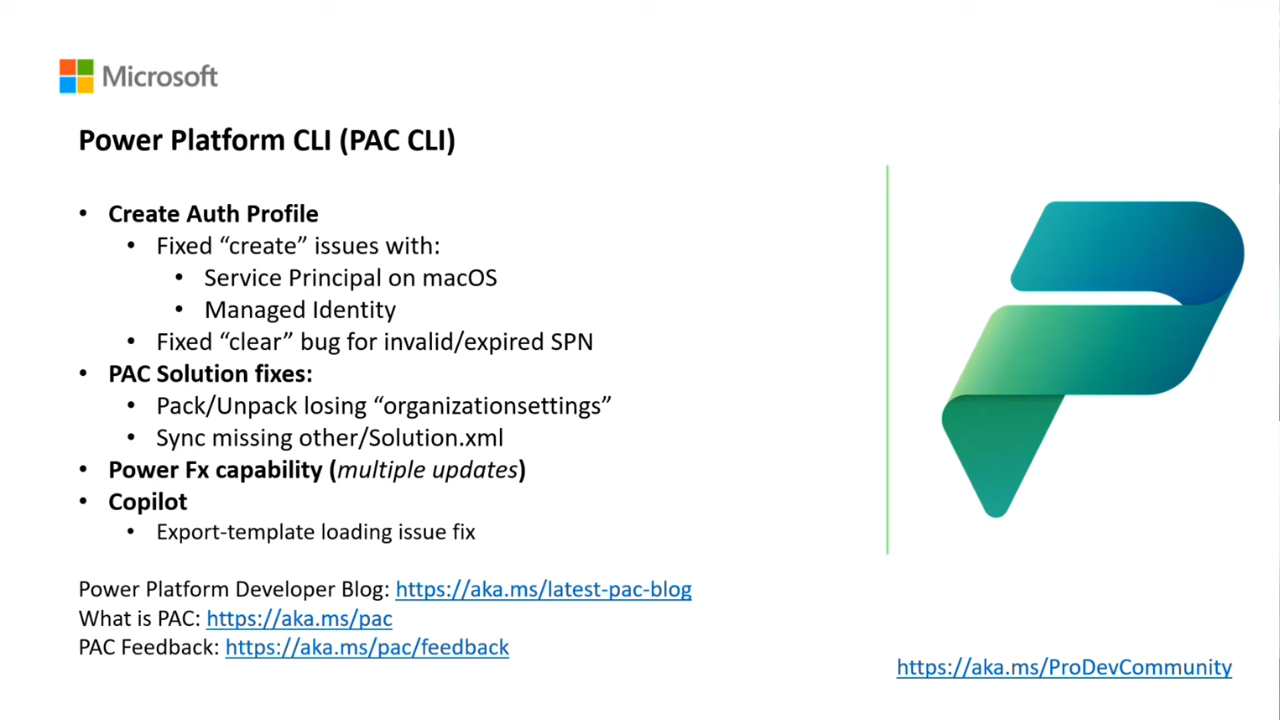 Microsoft
Power Platform CLI (PAC CLI)
• Create Auth Profile
• Fixed “create” issues with:
• Service Principal on macOS
• Managed Identity
• Fixed “clear” bug for invalid/expired SPN
• PAC Solution fixes:
• Pack/Unpack losing “organizationsettings”
• Sync missing other/Solution.xml
• Power Fx capability (multiple updates)
• Copilot
• Export-template loading issue fix
Power Platform Developer Blog: https://aka.ms/latest-pac-blog
What is PAC: https://aka.ms/pac
PAC Feedback: https://aka.ms/pac/feedback
https://aka.ms/ProDevCommunity